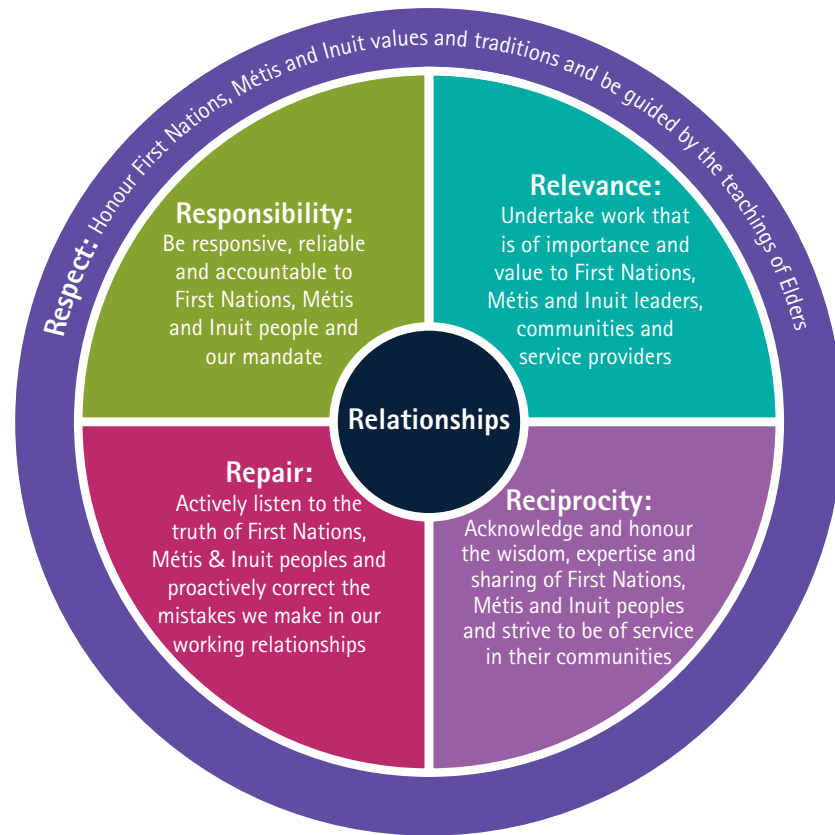 Respect: Honour First Nations, Métis and Inuit values and traditions and be guided by the teachings of Elders
Responsibility:
Be responsive, reliable
and accountable to
First Nations, Métis
and Inuit people and
our mandate
Relevance:
Undertake work that
is of importance and
value to First Nations,
Métis and Inuit leaders,
communities and
service providers
Relationships
Repair:
Actively listen to the
truth of First Nations,
Métis & Inuit peoples and
proactively correct the
mistakes we make in our
working relationships
Reciprocity:
Acknowledge and honour
the wisdom, expertise and
sharing of First Nations,
Métis and Inuit peoples
and strive to be of service
in their communities